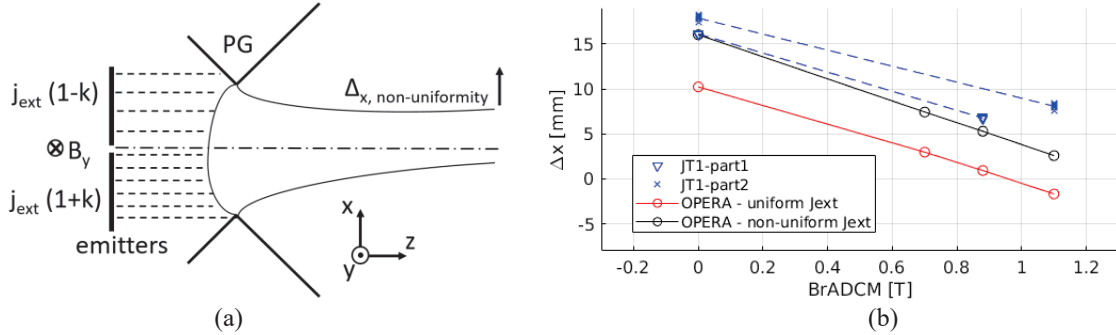 PG
j_ext (1-k)
Δ_x, non-uniformity
⊗ B_y
j_ext (1+k)
emitters
x
y
z
(a)
Δx [mm]
15
10
5
0
-5
JT1-part1
JT1-part2
OPERA - uniform Jext
OPERA - non-uniform Jext
-0.2 0 0.2 0.4 0.6 0.8 1 1.2
BrADCM [T]
(b)